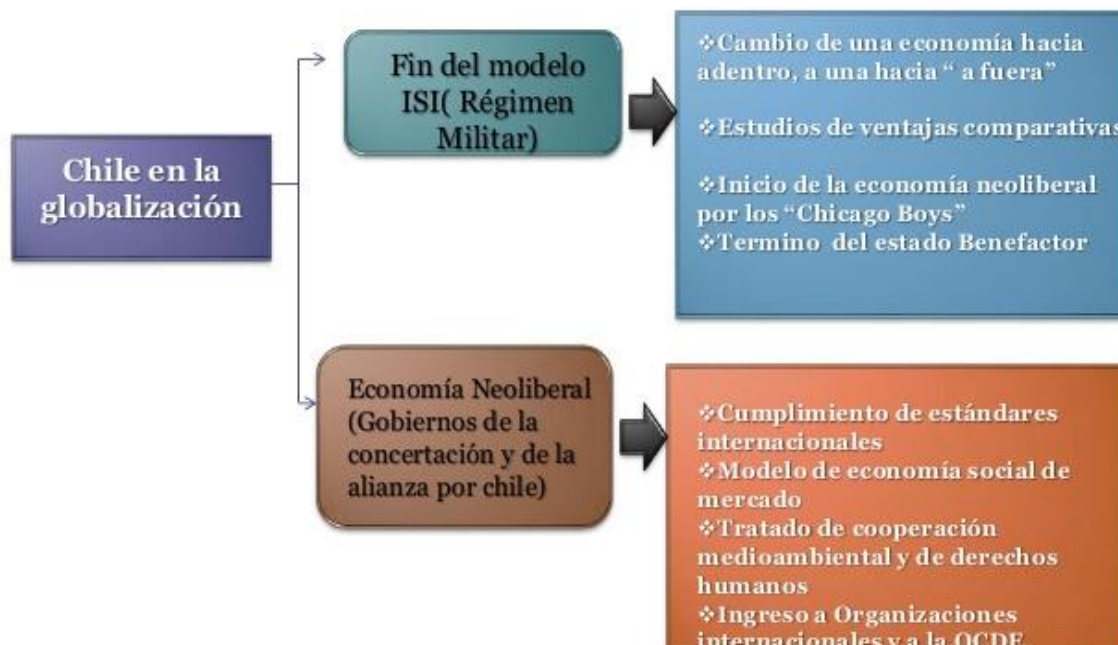 Chile en la
globalización
Fin del modelo
ISI( Régimen
Militar)
❖Cambio de una economía hacia
adentro, a una hacia “ a fuera”
❖Estudios de ventajas comparativas
❖Inicio de la economía neoliberal
por los “Chicago Boys”
❖Termino del estado Benefactor
Economía Neoliberal
(Gobiernos de la
concertación y de la
alianza por chile)
❖Cumplimiento de estándares
internacionales
❖Modelo de economía social de
mercado
❖Tratado de cooperación
medioambiental y de derechos
humanos
❖Ingreso a Organizaciones
internacionales y a la OCDE